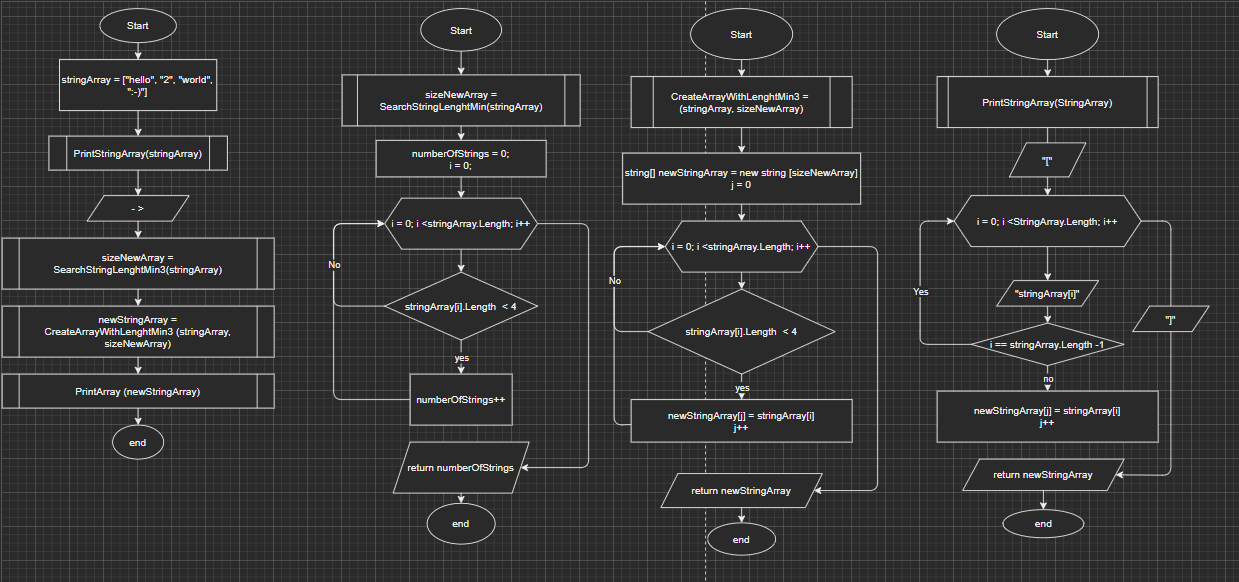 Start
stringArray = ["hello", "2", "world",
":-)"]
PrintStringArray(stringArray)
- >
sizeNewArray =
SearchStringLenghtMin3(stringArray)
newStringArray =
CreateArrayWithLenghtMin3 (stringArray,
sizeNewArray)
PrintArray (newStringArray)
end
Start
sizeNewArray =
SearchStringLenghtMin(stringArray)
numberOfStrings = 0;
i = 0;
i = 0; i <stringArray.Length; i++
No
stringArray[i].Length < 4
yes
numberOfStrings++
return numberOfStrings
end
Start
CreateArrayWithLenghtMin3 =
(stringArray, sizeNewArray)
string[] newStringArray = new string [sizeNewArray]
j = 0
i = 0; i <stringArray.Length; i++
No
stringArray[i].Length < 4
yes
newStringArray[j] = stringArray[i]
j++
return newStringArray
end
Start
PrintStringArray(StringArray)
"["
i = 0; i <StringArray.Length; i++
Yes
"stringArray[i]"
"]"
i == stringArray.Length -1
no
newStringArray[j] = stringArray[i]
j++
return newStringArray
end